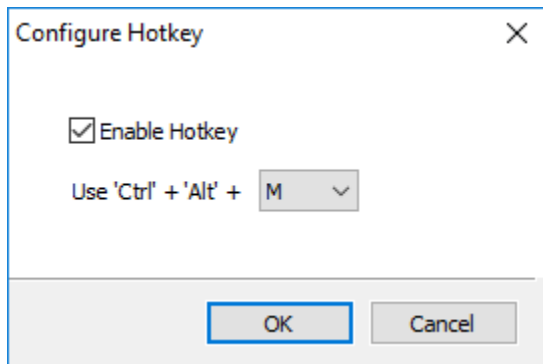 Configure Hotkey
Enable Hotkey
Use 'Ctrl' + 'Alt' + M
OK Cancel